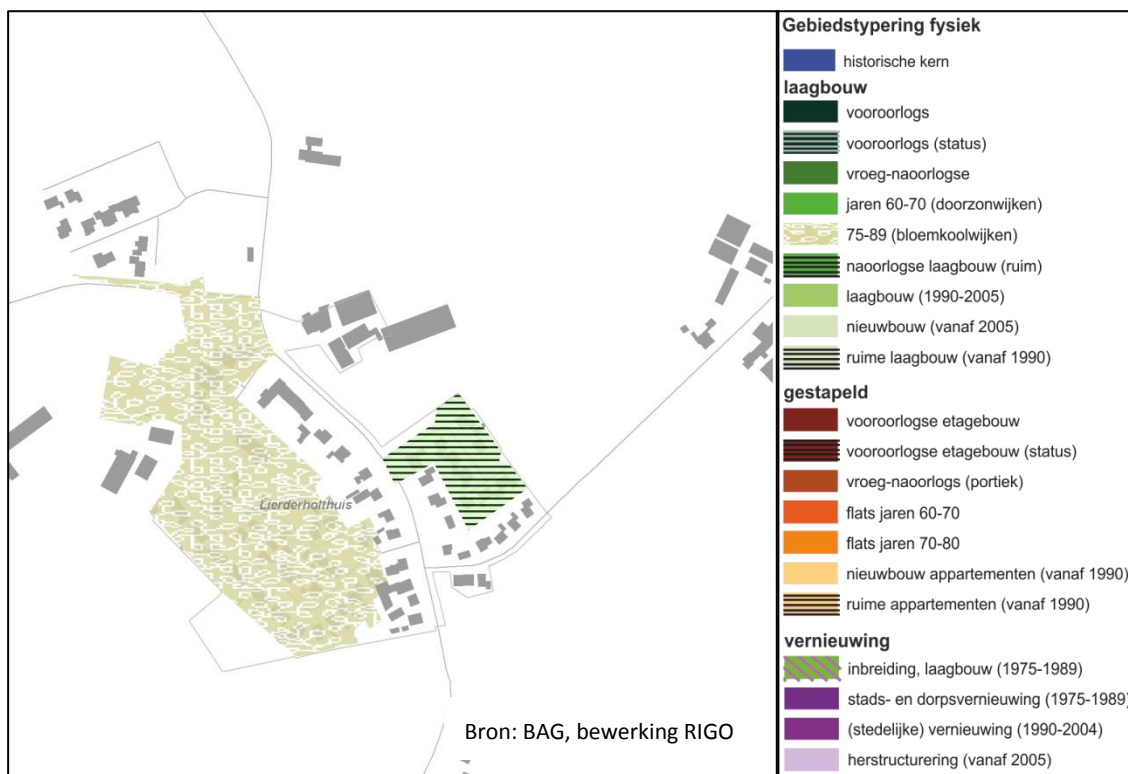 Lierderholthuis
Bron: BAG, bewerking RIGO
Gebiedstypering fysiek
historische kern
laagbouw
vooroorlogs
vooroorlogs (status)
vroeg-naoorlogse
jaren 60-70 (doorzonwijken)
75-89 (bloemkoolwijken)
naoorlogse laagbouw (ruim)
laagbouw (1990-2005)
nieuwbouw (vanaf 2005)
ruime laagbouw (vanaf 1990)
gestapeld
vooroorlogse etagebouw
vooroorlogse etagebouw (status)
vroeg-naoorlogs (portiek)
flats jaren 60-70
flats jaren 70-80
nieuwbouw appartementen (vanaf 1990)
ruime appartementen (vanaf 1990)
vernieuwing
inbreiding, laagbouw (1975-1989)
stads- en dorpsvernieuwing (1975-1989)
(stedelijke) vernieuwing (1990-2004)
herstructurering (vanaf 2005)